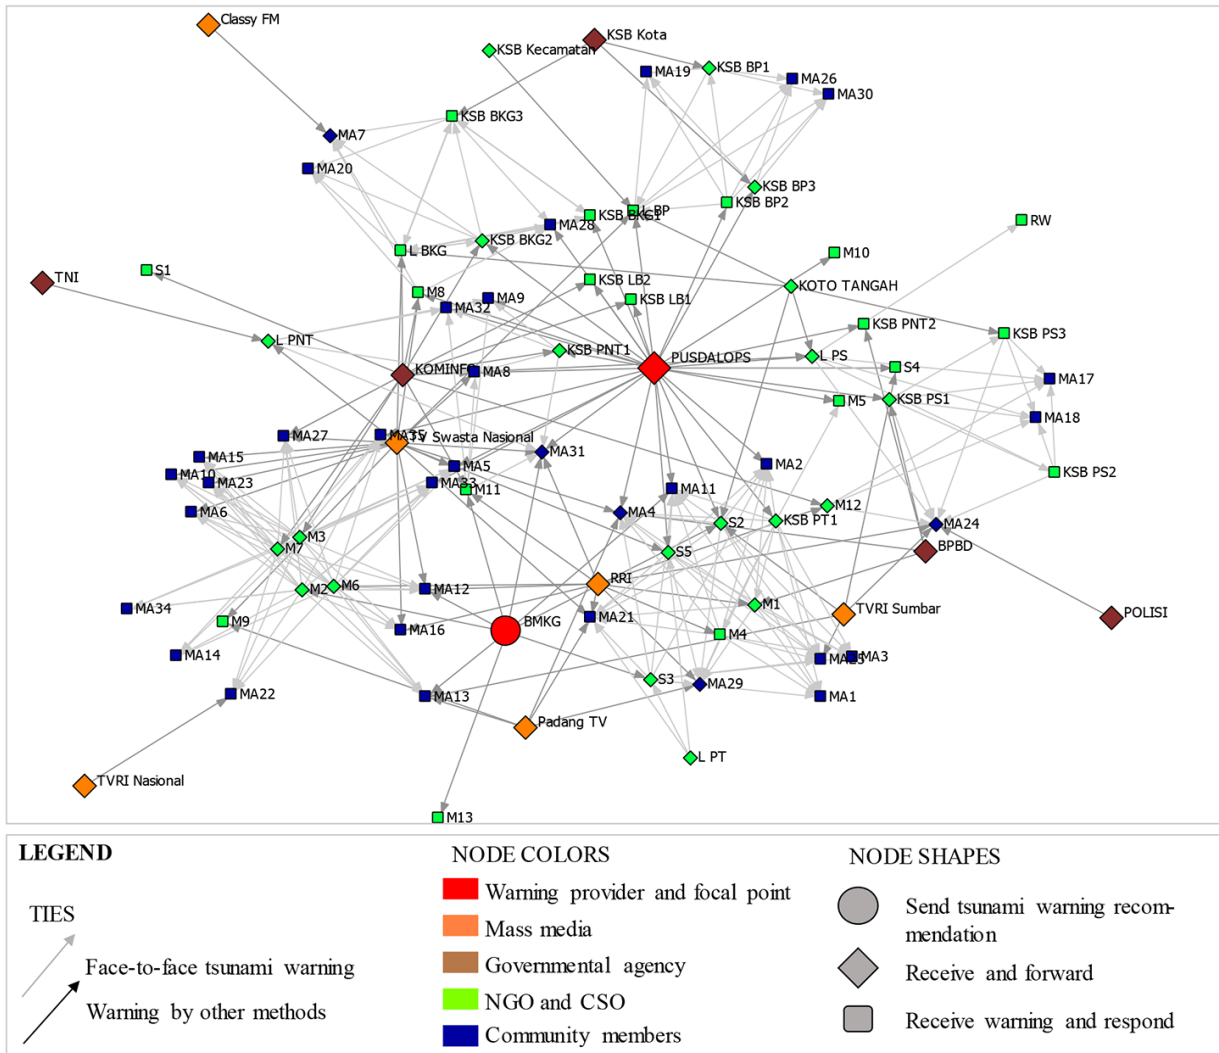 Classy FM
KSB Kota
KSB Kecamatan
KSB BP1
MA19
MA26
MA30
KSB BKG3
MA7
MA20
KSB BP3
KSB BP2
L BP
KSB BKG1
MA28
RW
KSB BKG2
L BKG
M10
S1
TNI
KSB LB2
KOTO TANGAH
M8
MA9
KSB LB1
MA32
KSB PNT2
KSB PS3
L PNT
KSB PNT1
L PS
PUSDALOPS
S4
KOMINFO
MA8
MA17
M5
KSB PS1
MA18
MA27
MA35
TV Swasta Nasional
MA31
MA15
MA5
MA2
MA10
MA23
MA33
M11
MA11
KSB PS2
MA6
MA4
M12
S2
KSB PT1
MA24
M3
M7
S5
BPBD
M2
M6
MA12
RRI
MA34
M1
TVRI Sumbar
POLISI
M9
MA16
BMKG
MA21
M4
MA14
MA25
MA3
S3
MA29
MA22
MA13
MA1
Padang TV
L PT
TVRI Nasional
M13
LEGEND
TIES
Face-to-face tsunami warning
Warning by other methods
NODE COLORS
Warning provider and focal point
Mass media
Governmental agency
NGO and CSO
Community members
NODE SHAPES
Send tsunami warning recom-
mendation
Receive and forward
Receive warning and respond